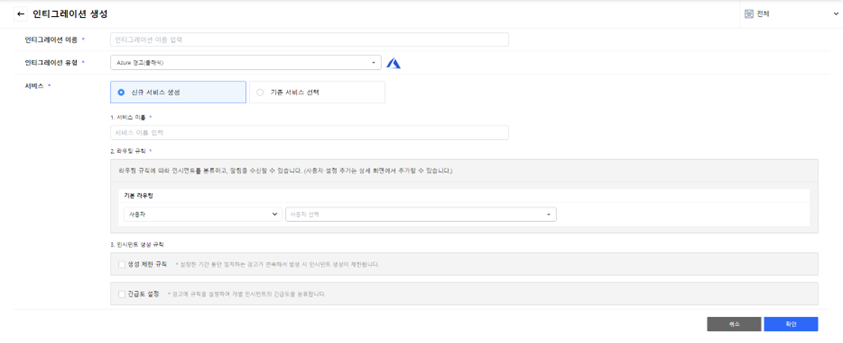 ← 인티그레이션 생성
전체
인티그레이션 이름 *
인티그레이션 이름 입력
인티그레이션 유형 *
Azure 경고(클래식)
서비스 *
신규 서비스 생성
기존 서비스 선택
1. 서비스 이름 *
서비스 이름 입력
2. 라우팅 규칙 *
라우팅 규칙에 따라 인시던트를 분류하고, 알림을 수신할 수 있습니다. (사용자 설정 추가는 상세 화면에서 추가할 수 있습니다.)
기본 라우팅
사용자
사용자 선택
3. 인시던트 생성 규칙
생성 제한 규칙
* 설정한 기간 동안 일치하는 경고가 연속해서 발생 시 인시던트 생성이 제한됩니다.
긴급도 설정
* 경고에 규칙을 설정하여 개별 인시던트의 긴급도를 분류합니다.
취소
확인